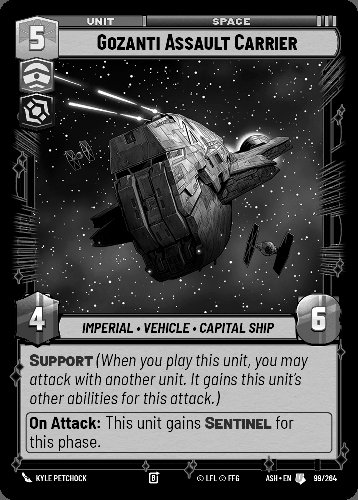 UNIT
SPACE
5
GOZANTI ASSAULT CARRIER
4
6
IMPERIAL • VEHICLE • CAPITAL SHIP
SUPPORT (When you play this unit, you may
attack with another unit. It gains this unit's
other abilities for this attack.)
On Attack: This unit gains SENTINEL for
this phase.
KYLE PETCHOCK
© LFL © FFG
ASH • EN
99/264